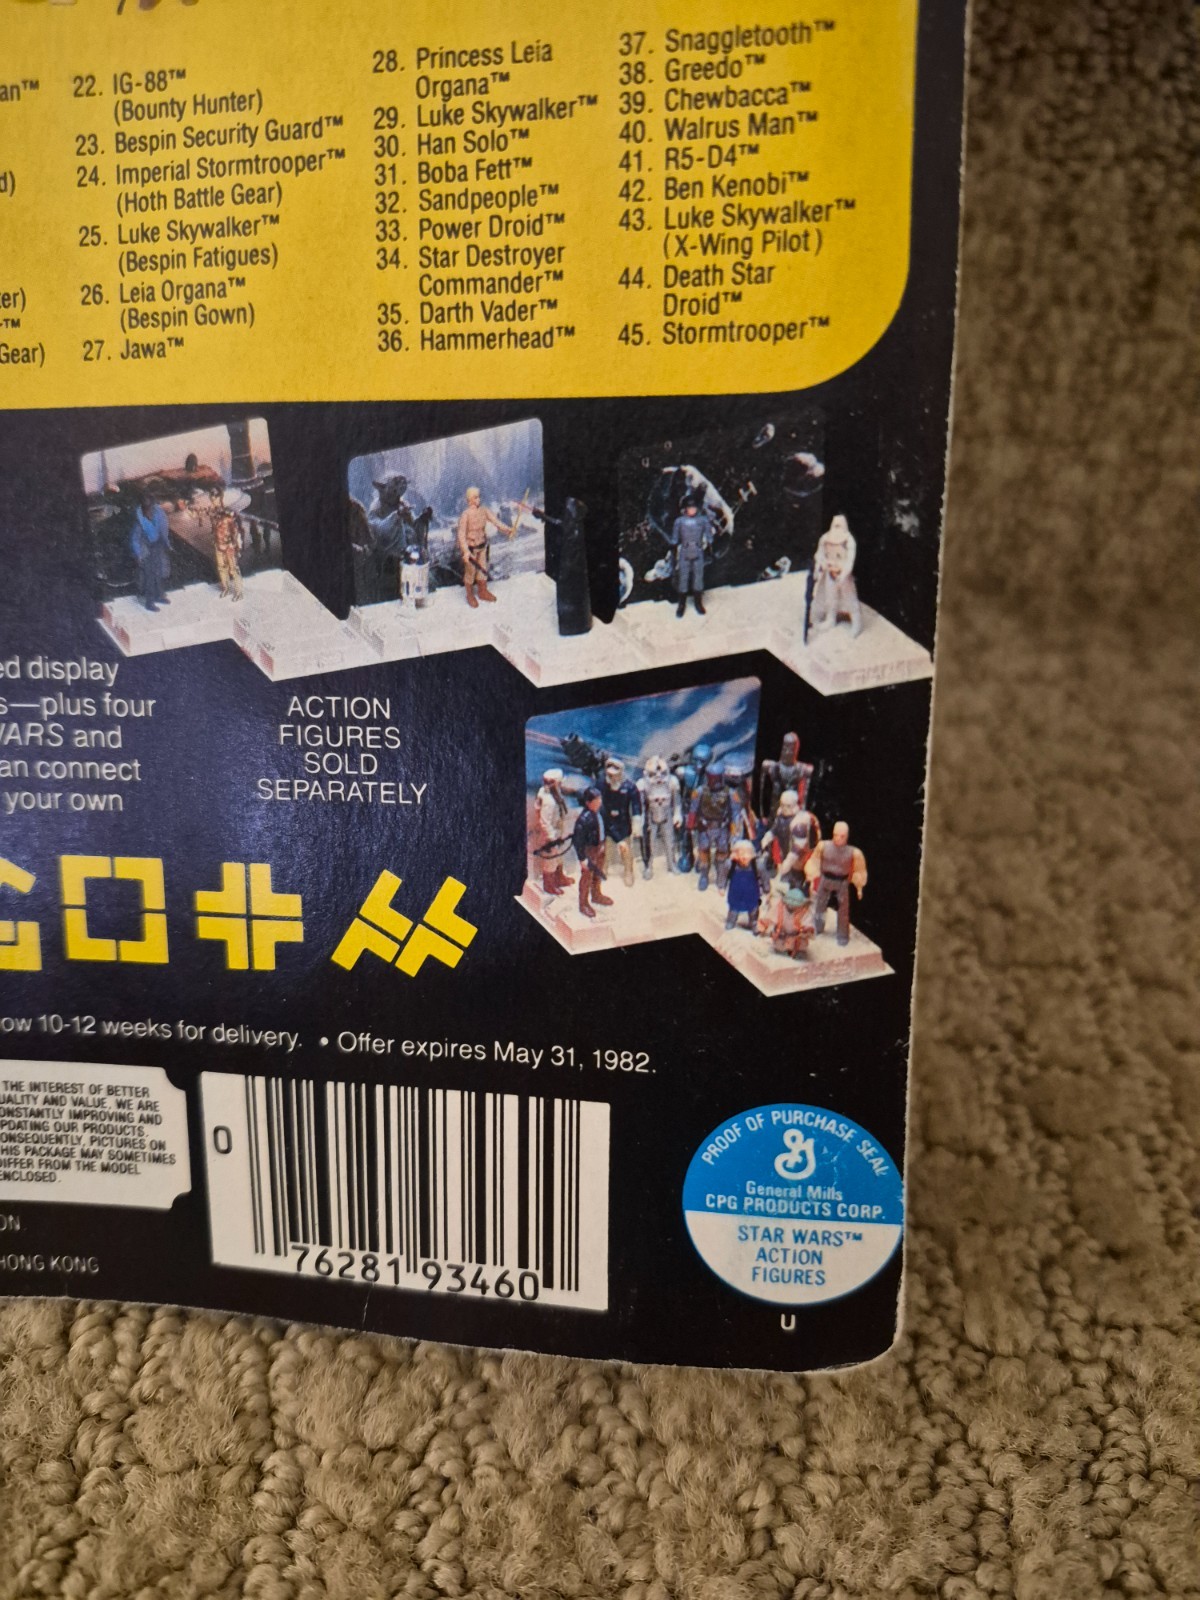 an™
d)
er)
™
Gear)
22. IG-88™
(Bounty Hunter)
23. Bespin Security Guard™
24. Imperial Stormtrooper™
(Hoth Battle Gear)
25. Luke Skywalker™
(Bespin Fatigues)
26. Leia Organa™
(Bespin Gown)
27. Jawa™
28. Princess Leia
Organa™
29. Luke Skywalker™
30. Han Solo™
31. Boba Fett™
32. Sandpeople™
33. Power Droid™
34. Star Destroyer
Commander™
35. Darth Vader™
36. Hammerhead™
37. Snaggletooth™
38. Greedo™
39. Chewbacca™
40. Walrus Man™
41. R5-D4™
42. Ben Kenobi™
43. Luke Skywalker™
(X-Wing Pilot)
44. Death Star
Droid™
45. Stormtrooper™
ed display
s—plus four
WARS and
an connect
your own
ACTION
FIGURES
SOLD
SEPARATELY
ow 10-12 weeks for delivery. • Offer expires May 31, 1982.
THE INTEREST OF BETTER
UALITY AND VALUE, WE ARE
ONSTANTLY IMPROVING AND
PDATING OUR PRODUCTS.
ONSEQUENTLY, PICTURES ON
HIS PACKAGE MAY SOMETIMES
DIFFER FROM THE MODEL
ENCLOSED.
ON.
HONG KONG
0
76281 93460
PROOF OF PURCHASE SEAL
G
General Mills
CPG PRODUCTS CORP.
STAR WARS™
ACTION
FIGURES
U